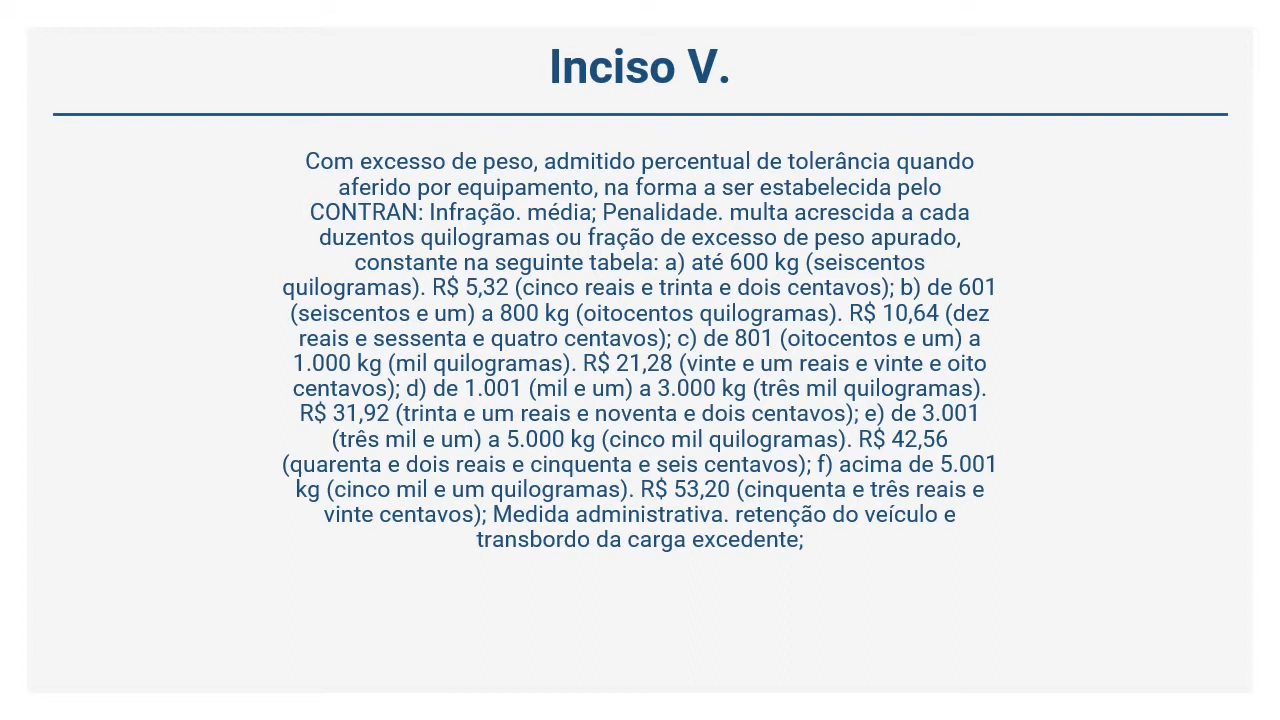 Inciso V.
Com excesso de peso, admitido percentual de tolerância quando
aferido por equipamento, na forma a ser estabelecida pelo
CONTRAN: Infração. média; Penalidade. multa acrescida a cada
duzentos quilogramas ou fração de excesso de peso apurado,
constante na seguinte tabela: a) até 600 kg (seiscentos
quilogramas). R$ 5,32 (cinco reais e trinta e dois centavos); b) de 601
(seiscentos e um) a 800 kg (oitocentos quilogramas). R$ 10,64 (dez
reais e sessenta e quatro centavos); c) de 801 (oitocentos e um) a
1.000 kg (mil quilogramas). R$ 21,28 (vinte e um reais e vinte e oito
centavos); d) de 1.001 (mil e um) a 3.000 kg (três mil quilogramas).
R$ 31,92 (trinta e um reais e noventa e dois centavos); e) de 3.001
(três mil e um) a 5.000 kg (cinco mil quilogramas). R$ 42,56
(quarenta e dois reais e cinquenta e seis centavos); f) acima de 5.001
kg (cinco mil e um quilogramas). R$ 53,20 (cinquenta e três reais e
vinte centavos); Medida administrativa. retenção do veículo e
transbordo da carga excedente;